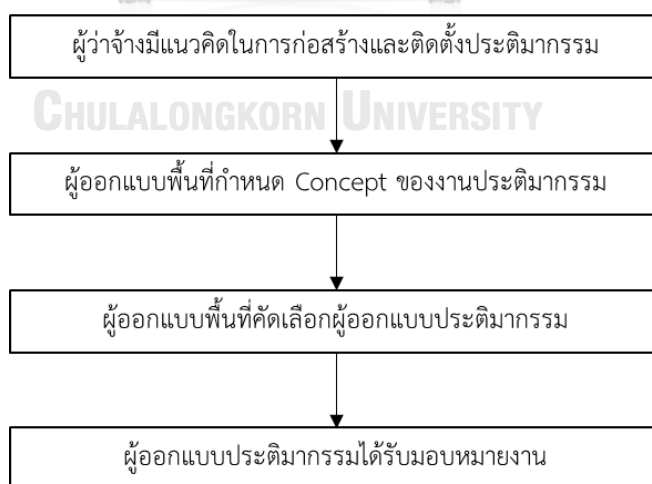 ผู้ว่าจ้างมีแนวคิดในการก่อสร้างและติดตั้งประติมากรรม
CHULALONGKORN UNIVERSITY
ผู้ออกแบบพื้นที่กำหนด Concept ของงานประติมากรรม
ผู้ออกแบบพื้นที่คัดเลือกผู้ออกแบบประติมากรรม
ผู้ออกแบบประติมากรรมได้รับมอบหมายงาน